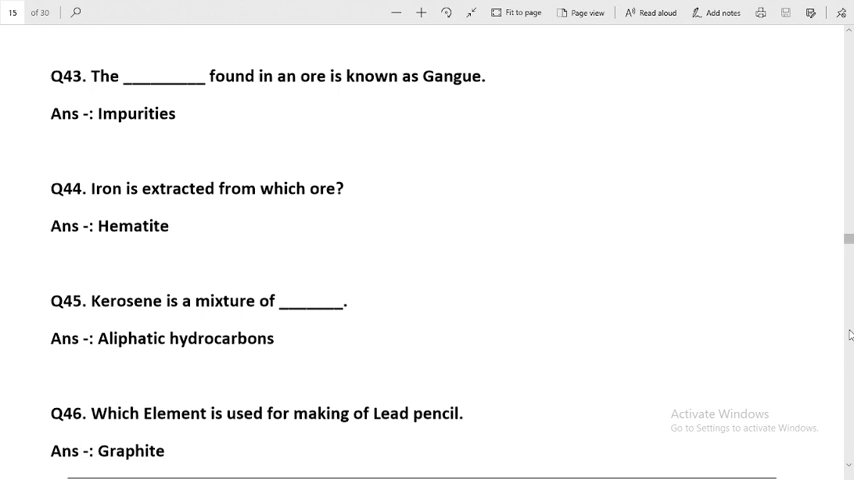 15 of 30 Fit to page Page view Read aloud Add notes
Q43. The _________ found in an ore is known as Gangue.
Ans -: Impurities
Q44. Iron is extracted from which ore?
Ans -: Hematite
Q45. Kerosene is a mixture of _______.
Ans -: Aliphatic hydrocarbons
Q46. Which Element is used for making of Lead pencil.
Ans -: Graphite
Activate Windows
Go to Settings to activate Windows.